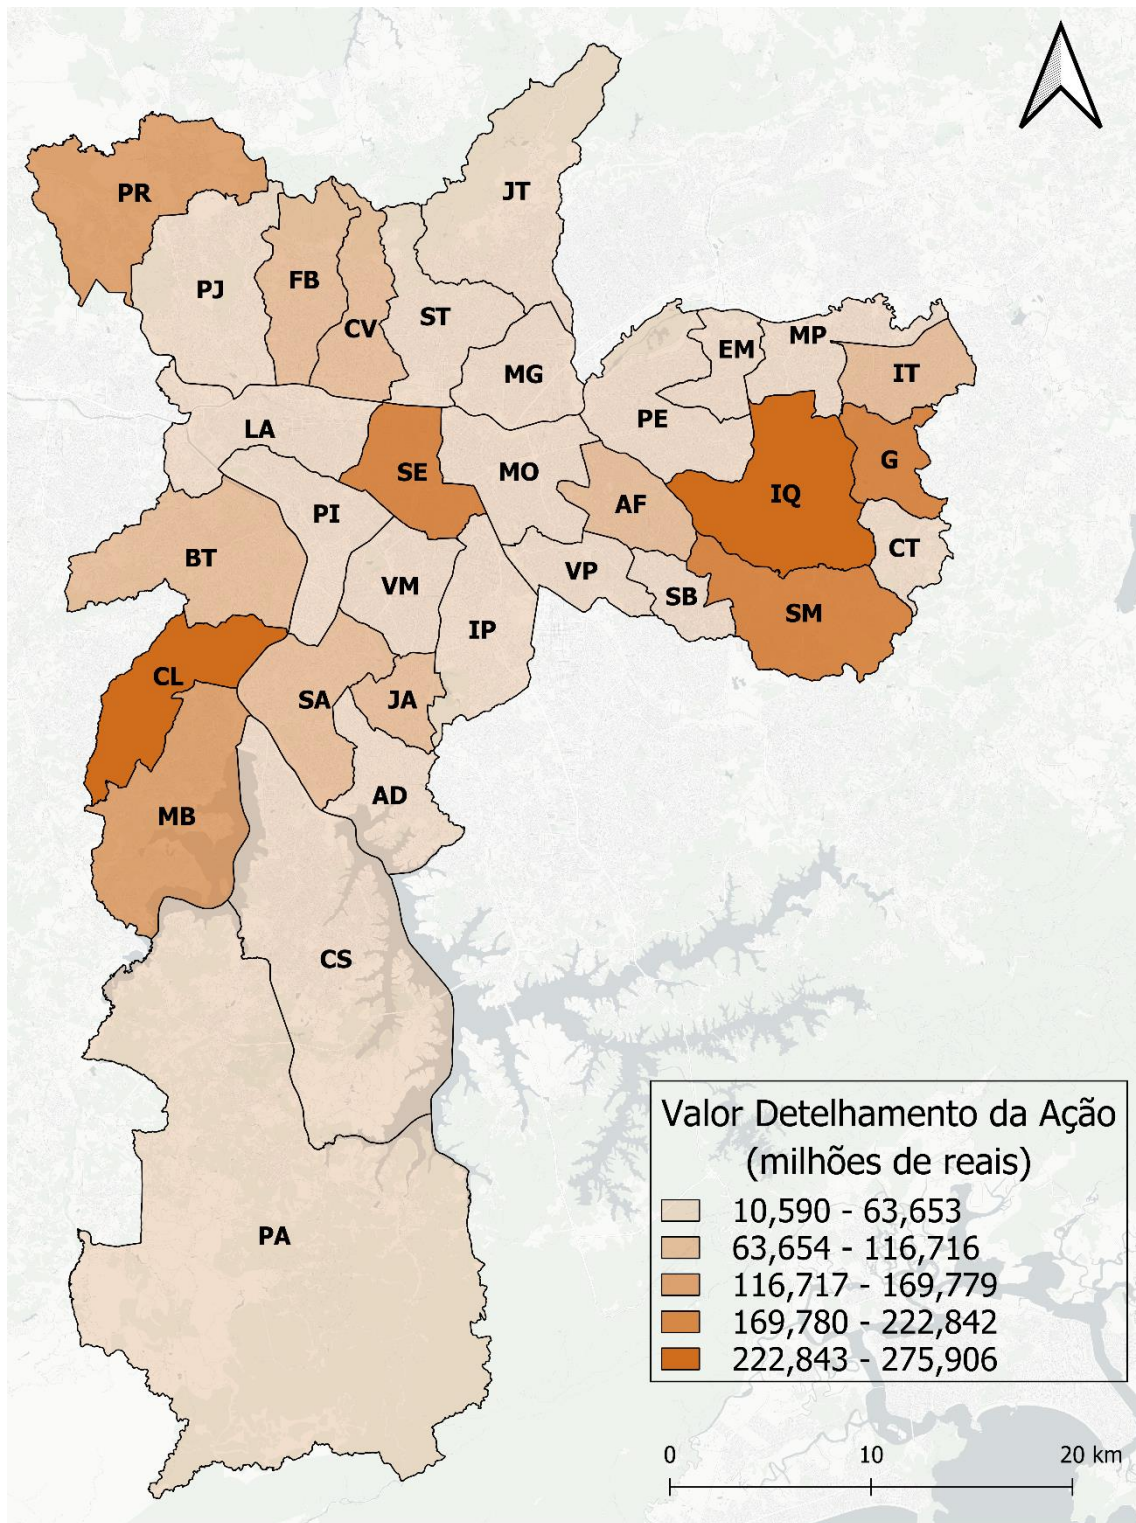 JT
PR
PJ
FB
CV
ST
MG
EM
MP
IT
PE
LA
SE
MO
IQ
G
AF
PI
BT
VM
VP
CT
SB
IP
SM
CL
SA
JA
AD
MB
CS
PA
Valor Detelhamento da Ação
(milhões de reais)
10,590 - 63,653
63,654 - 116,716
116,717 - 169,779
169,780 - 222,842
222,843 - 275,906
0 10 20 km